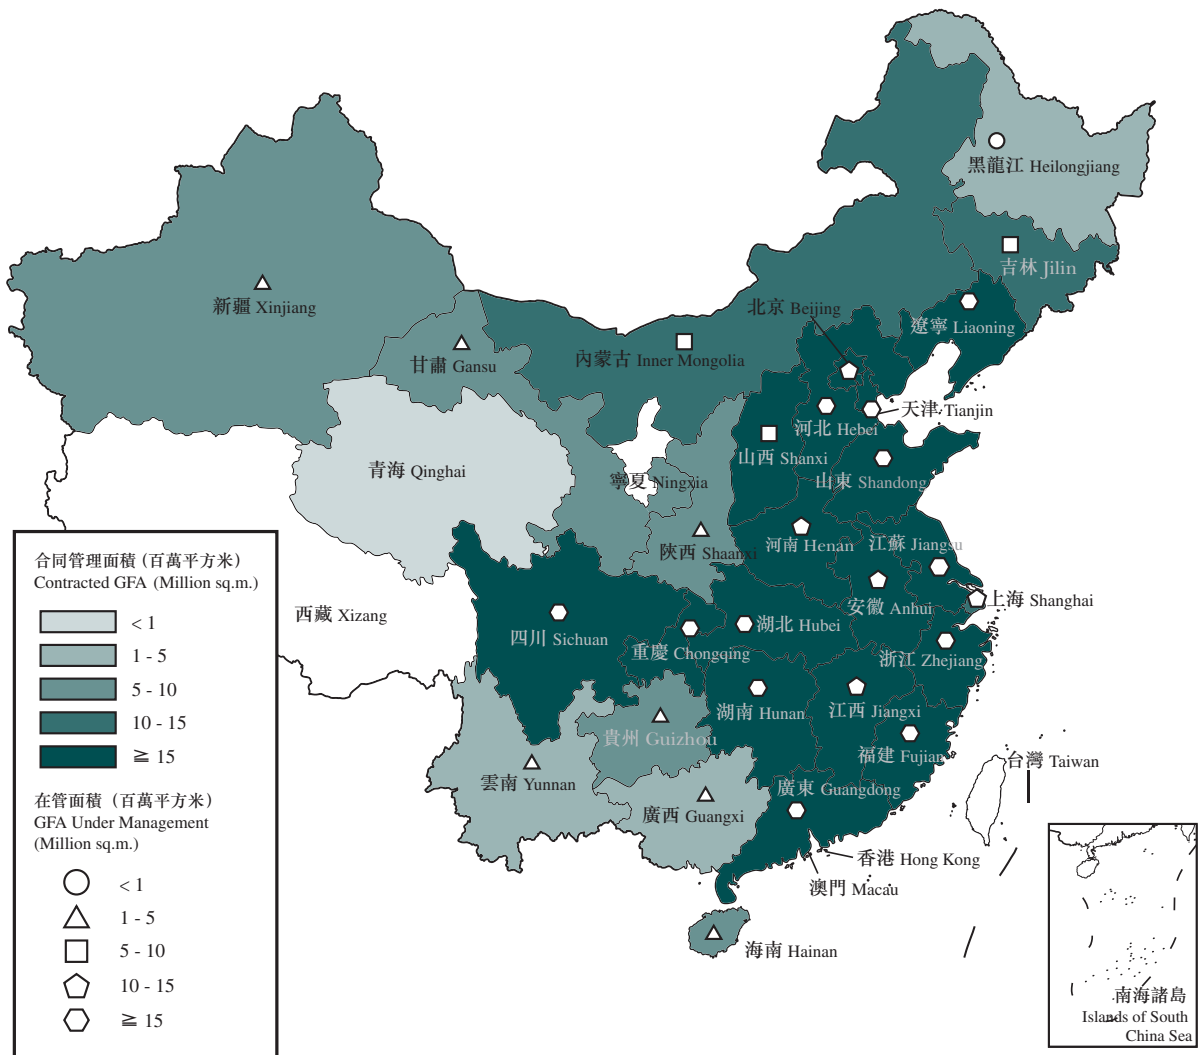 黑龍江 Heilongjiang
吉林 Jilin
新疆 Xinjiang
北京 Beijing
遼寧 Liaoning
甘肅 Gansu
內蒙古 Inner Mongolia
天津 Tianjin
河北 Hebei
山西 Shanxi
青海 Qinghai
寧夏 Ningxia
山東 Shandong
陝西 Shaanxi
河南 Henan
江蘇 Jiangsu
合同管理面積 (百萬平方米)
Contracted GFA (Million sq.m.)
< 1
1 - 5
5 - 10
10 - 15
≧ 15
西藏 Xizang
安徽 Anhui
上海 Shanghai
四川 Sichuan
重慶 Chongqing
湖北 Hubei
浙江 Zhejiang
湖南 Hunan
江西 Jiangxi
貴州 Guizhou
福建 Fujian
台灣 Taiwan
雲南 Yunnan
廣西 Guangxi
廣東 Guangdong
香港 Hong Kong
澳門 Macau
海南 Hainan
在管面積 (百萬平方米)
GFA Under Management
(Million sq.m.)
< 1
1 - 5
5 - 10
10 - 15
≧ 15
南海諸島
Islands of South
China Sea